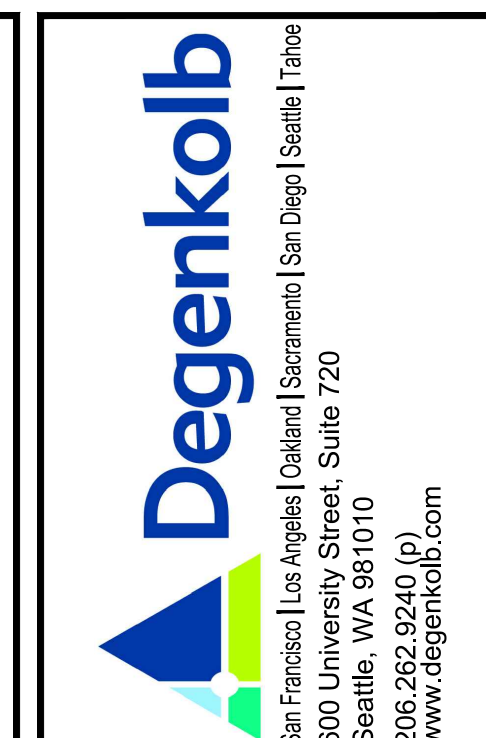 Degenkolb
San Francisco | Los Angeles | Oakland | Sacramento | San Diego | Seattle | Tahoe
600 University Street, Suite 720
Seattle, WA 981010
206.262.9240 (p)
www.degenkolb.com